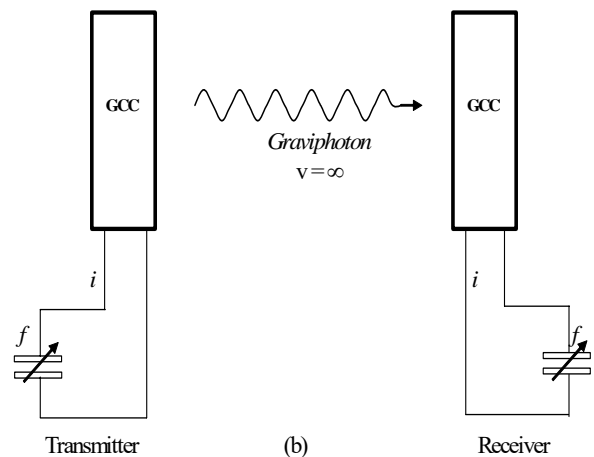 GCC
GCC
Graviphoton
v = ∞
i
i
f
f
Transmitter
(b)
Receiver